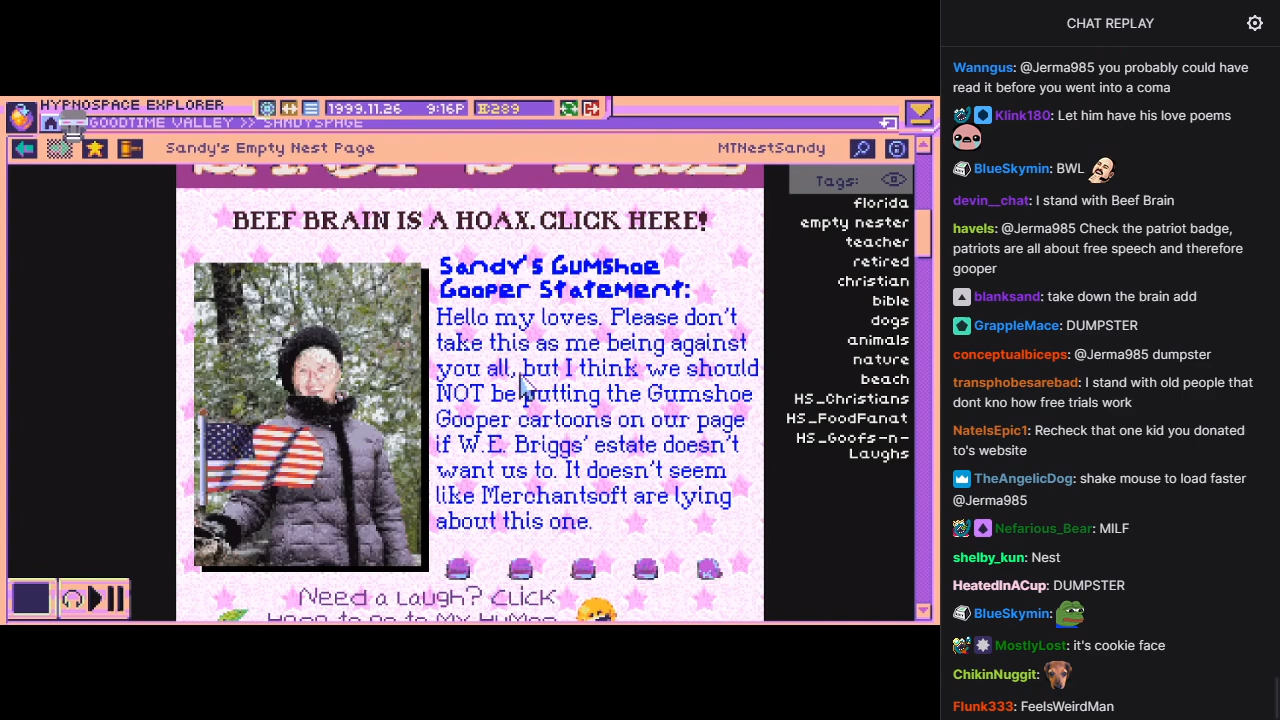 HYPNOSPACE EXPLORER
1999.11.26 9:16P
289
GOODTIME VALLEY >> SANDYSPAGE
Sandy's Empty Nest Page
MTNestSandy
BEEF BRAIN IS A HOAX. CLICK HERE!
Sandy's Gumshoe
Gooper Statement:
Hello my loves. Please don't
take this as me being against
you all, but I think we should
NOT be putting the Gumshoe
Gooper cartoons on our page
if W.E. Briggs' estate doesn't
want us to. It doesn't seem
like Merchantsoft are lying
about this one.
Need a Laugh? Click
Tags:
florida
empty nester
teacher
retired
christian
bible
dogs
animals
nature
beach
HS_Christians
HS_FoodFanat
HS_Goofs-n-
Laughs
CHAT REPLAY
Wanngus: @Jerma985 you probably could have
read it before you went into a coma
Klink180: Let him have his love poems
BlueSkymin: BWL
devin__chat: I stand with Beef Brain
havels: @Jerma985 Check the patriot badge,
patriots are all about free speech and therefore
gooper
blanksand: take down the brain add
GrappleMace: DUMPSTER
conceptualbiceps: @Jerma985 dumpster
transphobesarebad: I stand with old people that
dont kno how free trials work
NateIsEpic1: Recheck that one kid you donated
to's website
TheAngelicDog: shake mouse to load faster
@Jerma985
Nefarious_Bear: MILF
shelby_kun: Nest
HeatedInACup: DUMPSTER
BlueSkymin:
MostlyLost: it's cookie face
ChikinNuggit:
Flunk333: FeelsWeirdMan